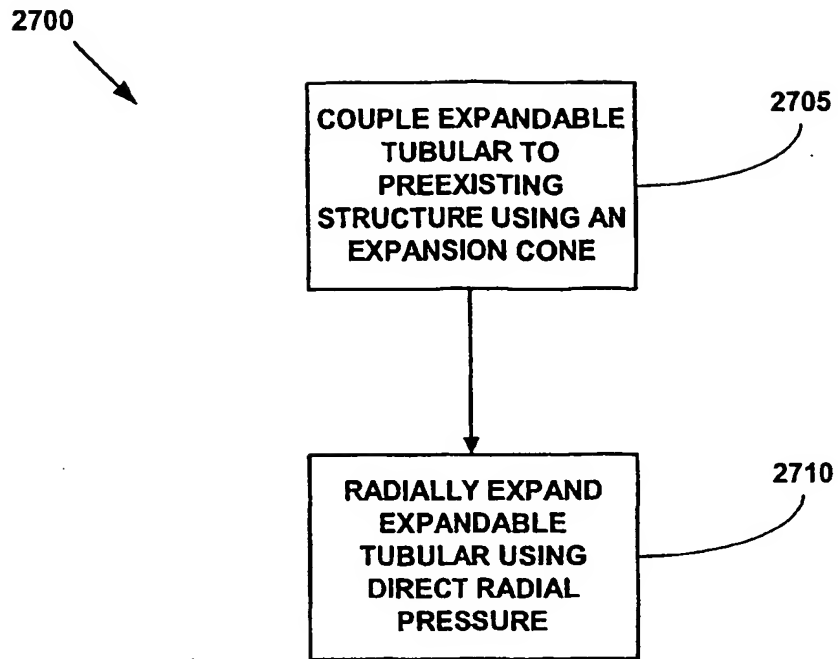 2700
COUPLE EXPANDABLE
TUBULAR TO
PREEXISTING
STRUCTURE USING AN
EXPANSION CONE
2705
RADIALLY EXPAND
EXPANDABLE
TUBULAR USING
DIRECT RADIAL
PRESSURE
2710